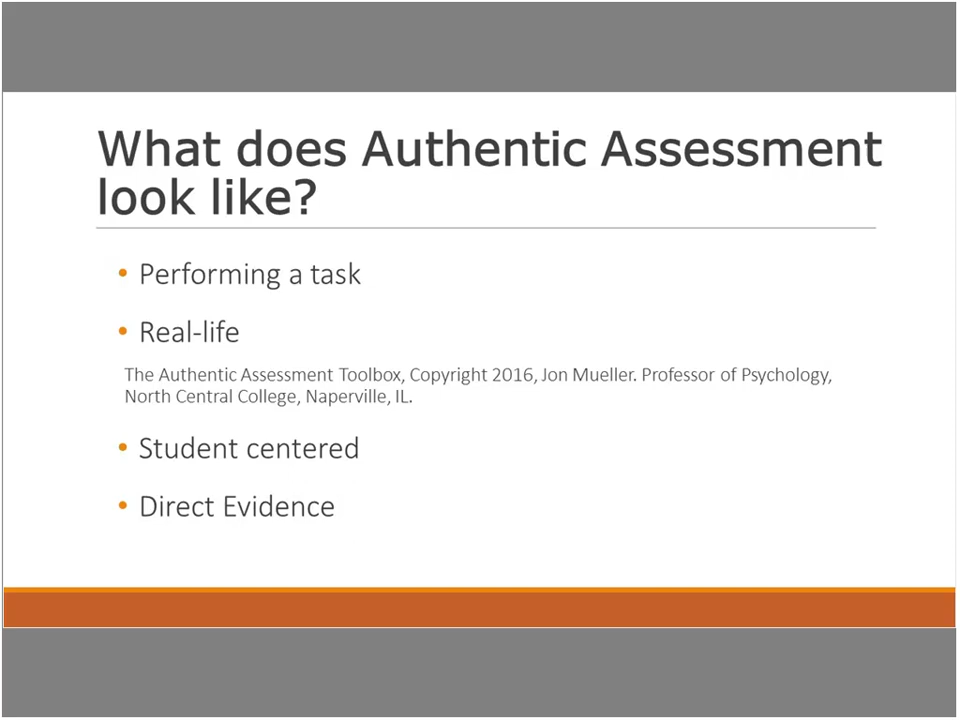 What does Authentic Assessment
look like?
• Performing a task
• Real-life
The Authentic Assessment Toolbox, Copyright 2016, Jon Mueller. Professor of Psychology,
North Central College, Naperville, IL.
• Student centered
• Direct Evidence